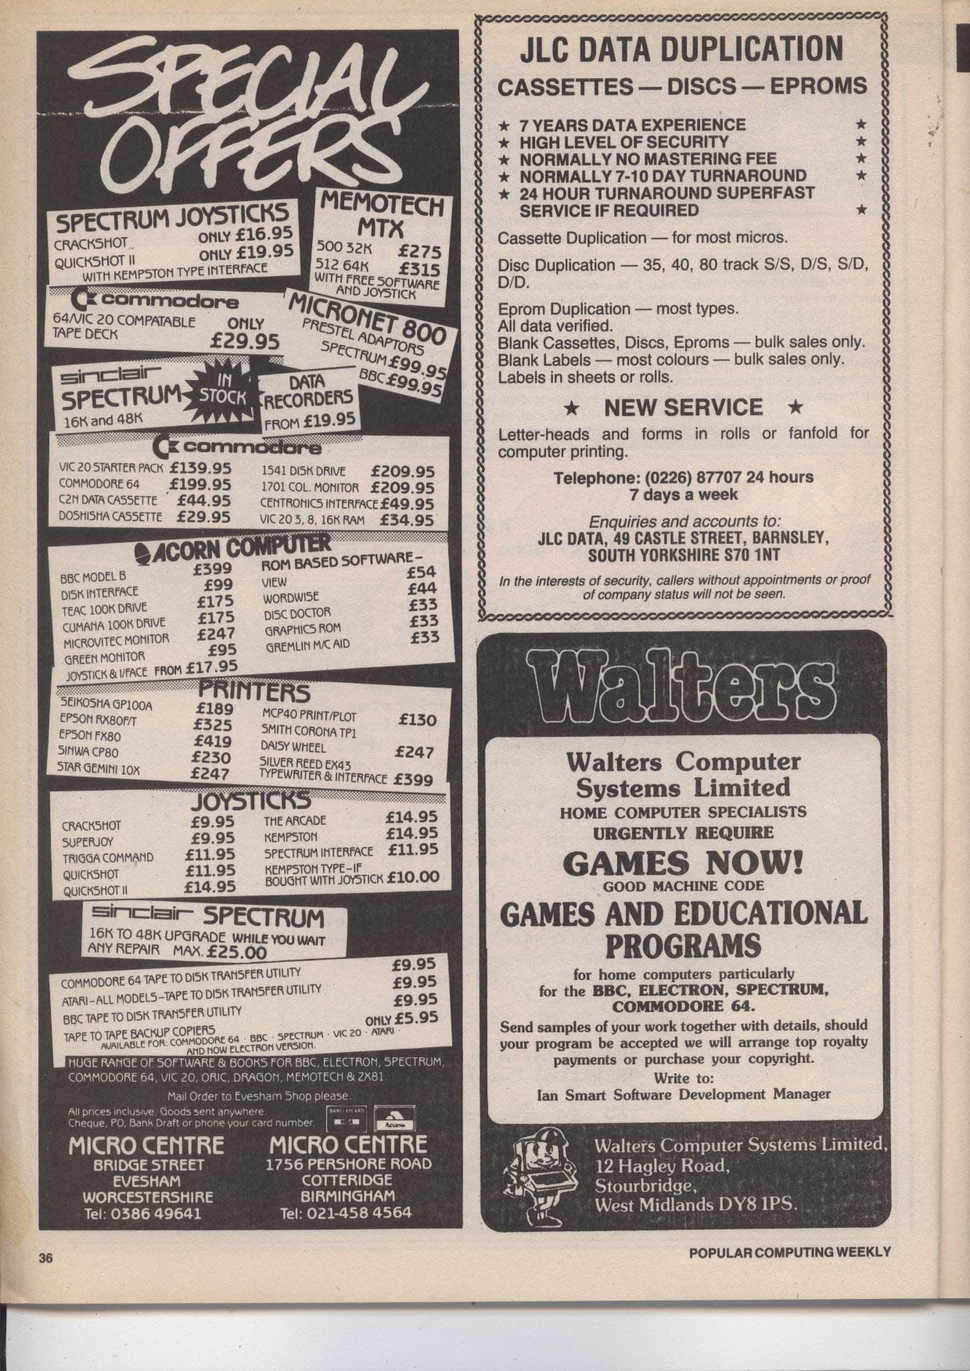 SPECIAL
OFFERS
SPECTRUM JOYSTICKS
CRACKSHOT ONLY £16.95
QUICKSHOT II ONLY £19.95
WITH KEMPSTON TYPE INTERFACE
MEMOTECH
MTX
500 32K £275
512 64K £315
WITH FREE SOFTWARE
AND JOYSTICK
commodore
64/VIC 20 COMPATABLE
TAPE DECK
ONLY
£29.95
MICRONET 800
PRESTEL ADAPTORS
SPECTRUM £99.95
BBC £99.95
sinclair
SPECTRUM
16K and 48K
IN
STOCK
DATA
RECORDERS
FROM £19.95
commodore
VIC 20 STARTER PACK £139.95
COMMODORE 64 £199.95
C2N DATA CASSETTE £44.95
DOSHISHA CASSETTE £29.95
1541 DISK DRIVE £209.95
1701 COL. MONITOR £209.95
CENTRONICS INTERFACE £49.95
VIC 20 3, 8, 16K RAM £34.95
ACORN COMPUTER
BBC MODEL B £399
DISK INTERFACE £99
TEAC 100K DRIVE £175
CUMANA 100K DRIVE £175
MICROVITEC MONITOR £247
GREEN MONITOR £95
JOYSTICK & I/FACE FROM £17.95
ROM BASED SOFTWARE–
VIEW £54
WORDWISE £44
DISC DOCTOR £33
GRAPHICS ROM £33
GREMLIN M/C AID £33
PRINTERS
SEIKOSHA GP100A £189
EPSON RX80F/T £325
EPSON FX80 £419
SINWA CP80 £230
STAR GEMINI 10X £247
MCP40 PRINT/PLOT £130
SMITH CORONA TP1
DAISY WHEEL £247
SILVER REED EX43
TYPEWRITER & INTERFACE £399
JOYSTICKS
CRACKSHOT £9.95
SUPERJOY £9.95
TRIGGA COMMAND £11.95
QUICKSHOT £11.95
QUICKSHOT II £14.95
THE ARCADE £14.95
KEMPSTON £14.95
SPECTRUM INTERFACE £11.95
KEMPSTON TYPE–IF
BOUGHT WITH JOYSTICK £10.00
sinclair SPECTRUM
16K TO 48K UPGRADE WHILE YOU WAIT
ANY REPAIR MAX. £25.00
COMMODORE 64 TAPE TO DISK TRANSFER UTILITY £9.95
ATARI–ALL MODELS–TAPE TO DISK TRANSFER UTILITY £9.95
BBC TAPE TO DISK TRANSFER UTILITY £9.95
TAPE TO TAPE BACKUP COPIERS ONLY £5.95
AVAILABLE FOR: COMMODORE 64 · BBC · SPECTRUM · VIC 20 · ATARI ·
AND NOW ELECTRON VERSION.
HUGE RANGE OF SOFTWARE & BOOKS FOR BBC, ELECTRON, SPECTRUM,
COMMODORE 64, VIC 20, ORIC, DRAGON, MEMOTECH & ZX81
Mail Order to Evesham Shop please.
All prices inclusive. Goods sent anywhere
Cheque, PO, Bank Draft or phone your card number.
Access
MICRO CENTRE
BRIDGE STREET
EVESHAM
WORCESTERSHIRE
Tel: 0386 49641
MICRO CENTRE
1756 PERSHORE ROAD
COTTERIDGE
BIRMINGHAM
Tel: 021-458 4564
JLC DATA DUPLICATION
CASSETTES — DISCS — EPROMS
★ 7 YEARS DATA EXPERIENCE ★
★ HIGH LEVEL OF SECURITY ★
★ NORMALLY NO MASTERING FEE ★
★ NORMALLY 7-10 DAY TURNAROUND ★
★ 24 HOUR TURNAROUND SUPERFAST
SERVICE IF REQUIRED ★
Cassette Duplication — for most micros.
Disc Duplication — 35, 40, 80 track S/S, D/S, S/D,
D/D.
Eprom Duplication — most types.
All data verified.
Blank Cassettes, Discs, Eproms — bulk sales only.
Blank Labels — most colours — bulk sales only.
Labels in sheets or rolls.
★ NEW SERVICE ★
Letter-heads and forms in rolls or fanfold for
computer printing.
Telephone: (0226) 87707 24 hours
7 days a week
Enquiries and accounts to:
JLC DATA, 49 CASTLE STREET, BARNSLEY,
SOUTH YORKSHIRE S70 1NT
In the interests of security, callers without appointments or proof
of company status will not be seen.
Walters
Walters Computer
Systems Limited
HOME COMPUTER SPECIALISTS
URGENTLY REQUIRE
GAMES NOW!
GOOD MACHINE CODE
GAMES AND EDUCATIONAL
PROGRAMS
for home computers particularly
for the BBC, ELECTRON, SPECTRUM,
COMMODORE 64.
Send samples of your work together with details, should
your program be accepted we will arrange top royalty
payments or purchase your copyright.
Write to:
Ian Smart Software Development Manager
Walters Computer Systems Limited,
12 Hagley Road,
Stourbridge,
West Midlands DY8 1PS.
36
POPULAR COMPUTING WEEKLY